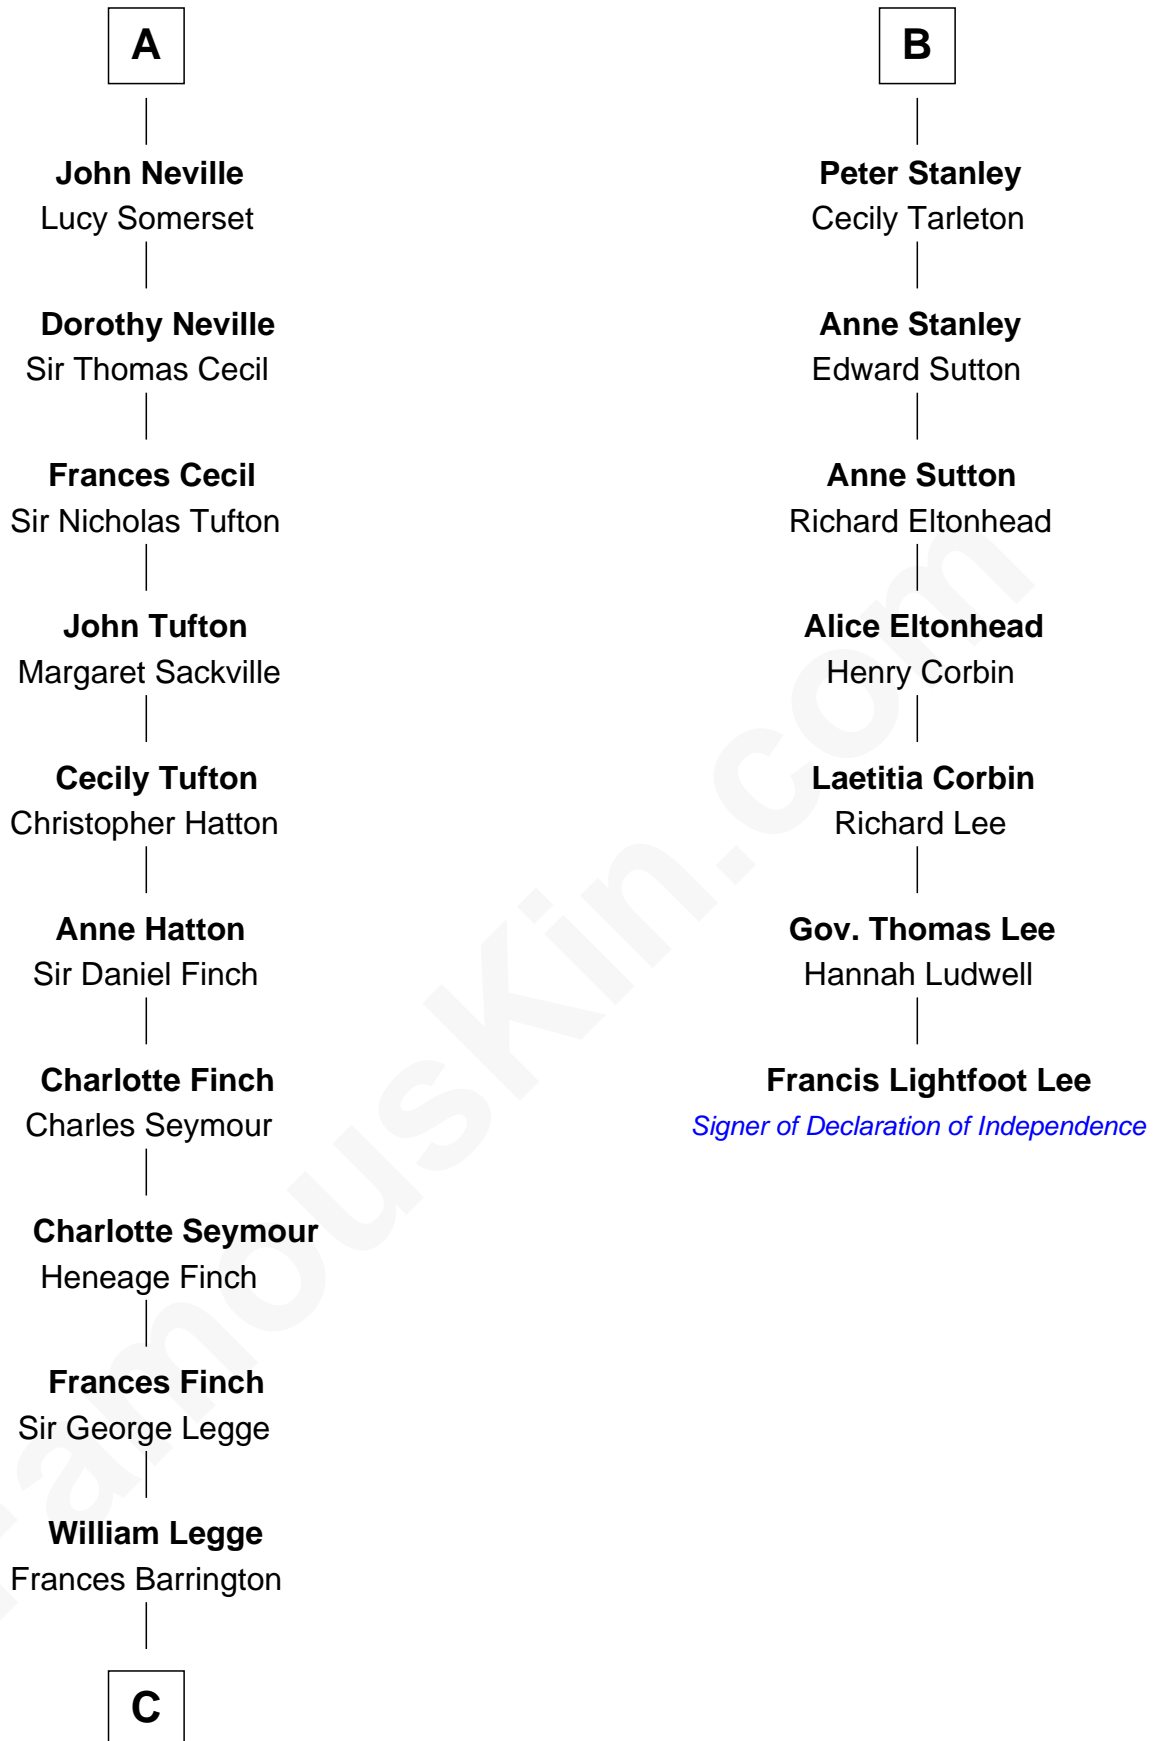 A
John Neville
Lucy Somerset
Dorothy Neville
Sir Thomas Cecil
Frances Cecil
Sir Nicholas Tufton
John Tufton
Margaret Sackville
Cecily Tufton
Christopher Hatton
Anne Hatton
Sir Daniel Finch
Charlotte Finch
Charles Seymour
Charlotte Seymour
Heneage Finch
Frances Finch
Sir George Legge
William Legge
Frances Barrington
C
B
Peter Stanley
Cecily Tarleton
Anne Stanley
Edward Sutton
Anne Sutton
Richard Eltonhead
Alice Eltonhead
Henry Corbin
Laetitia Corbin
Richard Lee
Gov. Thomas Lee
Hannah Ludwell
Francis Lightfoot Lee
Signer of Declaration of Independence
FamousKin.com